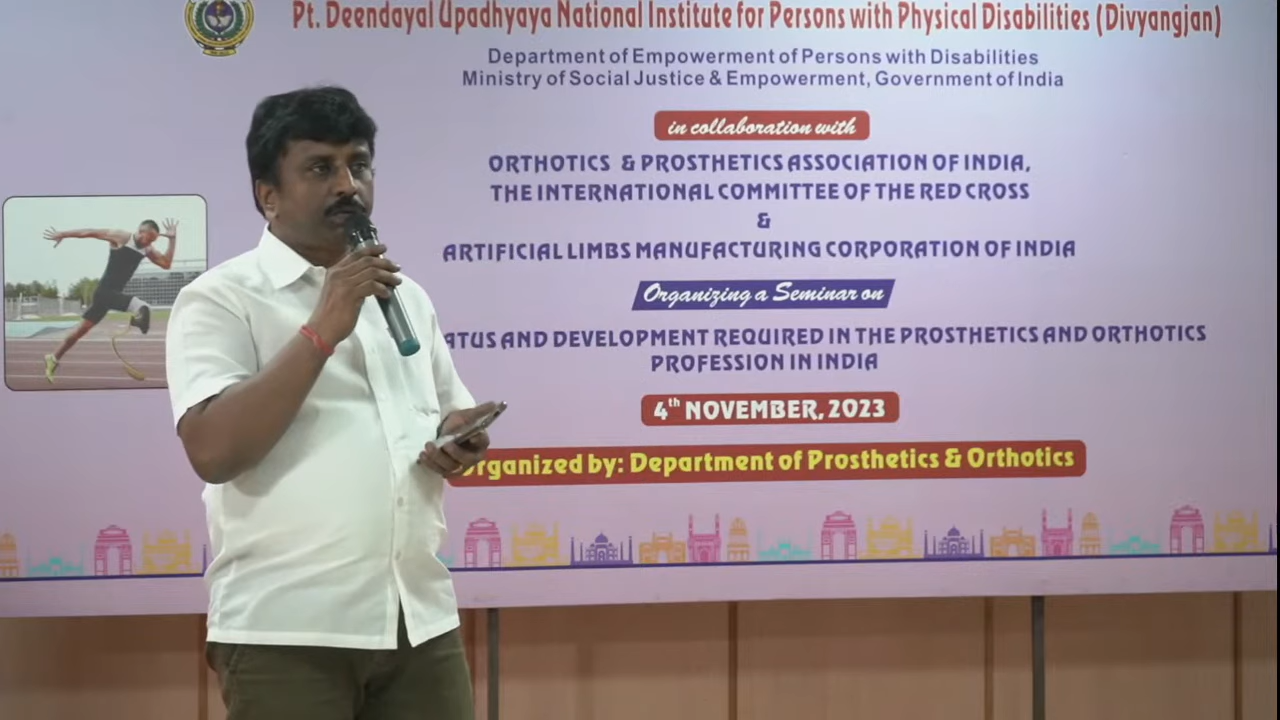 Pt. Deendayal Upadhyaya National Institute for Persons with Physical Disabilities (Divyangjan)
Department of Empowerment of Persons with Disabilities
Ministry of Social Justice & Empowerment, Government of India
in collaboration with
ORTHOTICS & PROSTHETICS ASSOCIATION OF INDIA,
THE INTERNATIONAL COMMITTEE OF THE RED CROSS
&
ARTIFICIAL LIMBS MANUFACTURING CORPORATION OF INDIA
Organizing a Seminar on
ATUS AND DEVELOPMENT REQUIRED IN THE PROSTHETICS AND ORTHOTICS
PROFESSION IN INDIA
4th NOVEMBER, 2023
Organized by: Department of Prosthetics & Orthotics